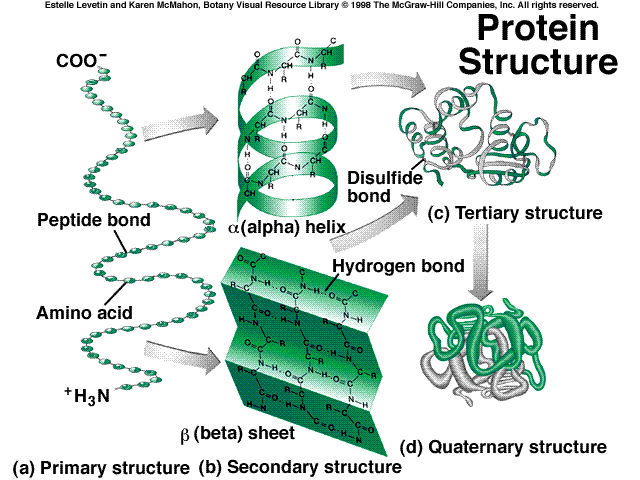 Estelle Levetin and Karen McMahon, Botany Visual Resource Library © 1998 The McGraw-Hill Companies, Inc. All rights reserved.
Protein
Structure
COO⁻
Peptide bond
Amino acid
⁺H₃N
(a) Primary structure
α (alpha) helix
Hydrogen bond
β (beta) sheet
(b) Secondary structure
Disulfide
bond
(c) Tertiary structure
(d) Quaternary structure